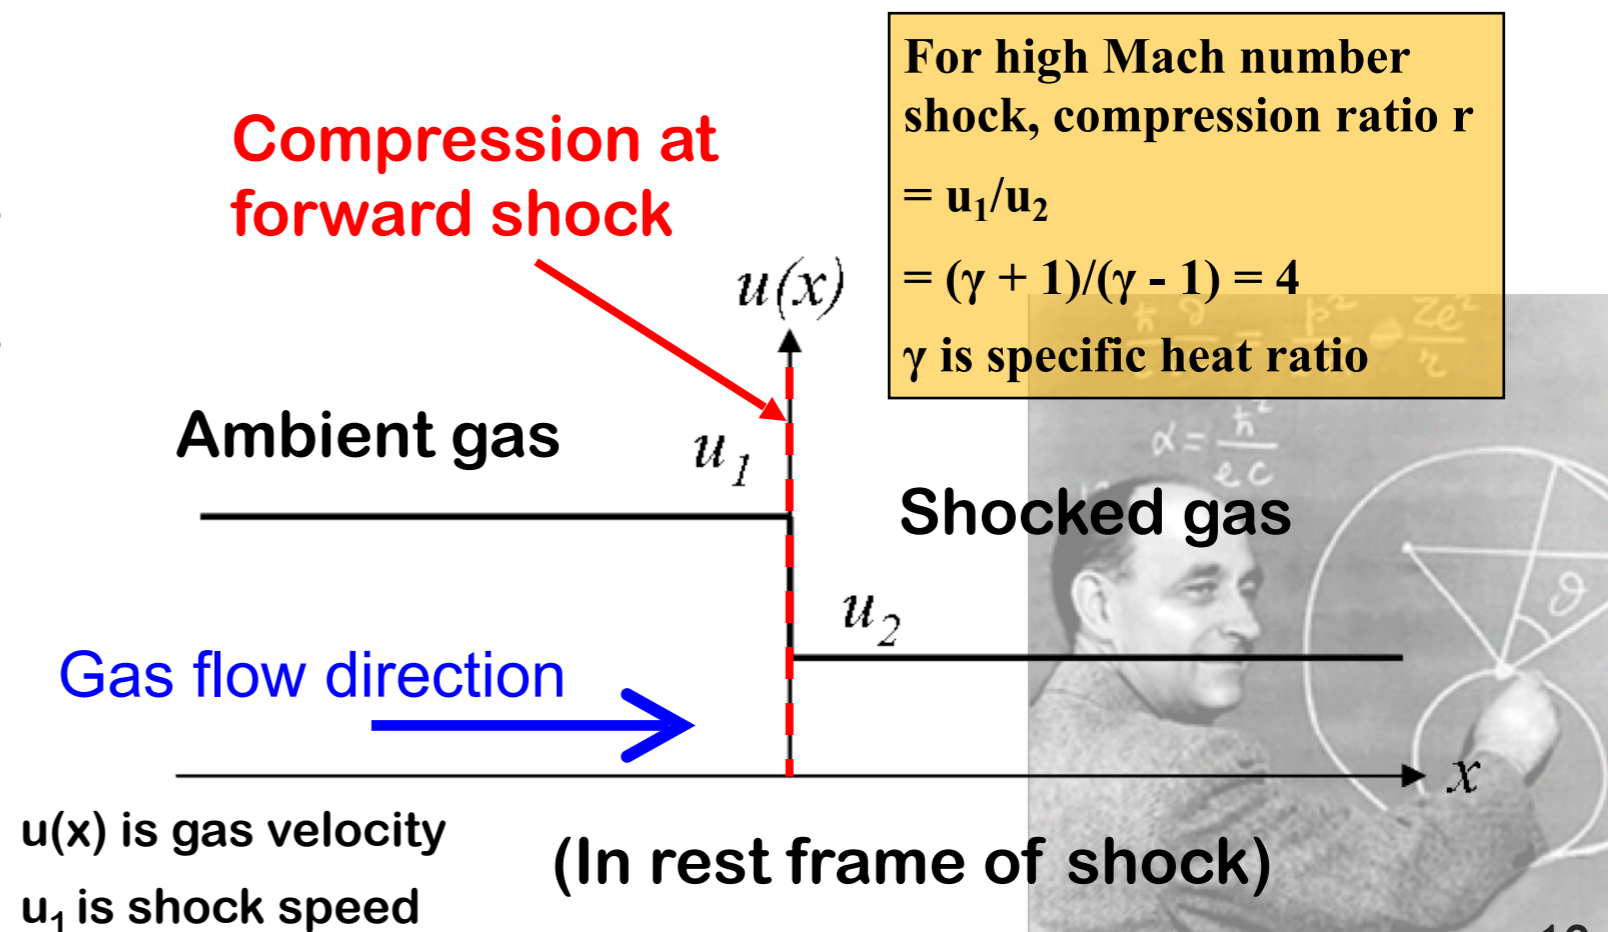 For high Mach number
shock, compression ratio r
= u₁/u₂
= (γ + 1)/(γ - 1) = 4
γ is specific heat ratio
Compression at
forward shock
u(x)
Ambient gas
u₁
Shocked gas
u₂
Gas flow direction
x
u(x) is gas velocity
(In rest frame of shock)
u₁ is shock speed
α = ħ²
ec
ϑ